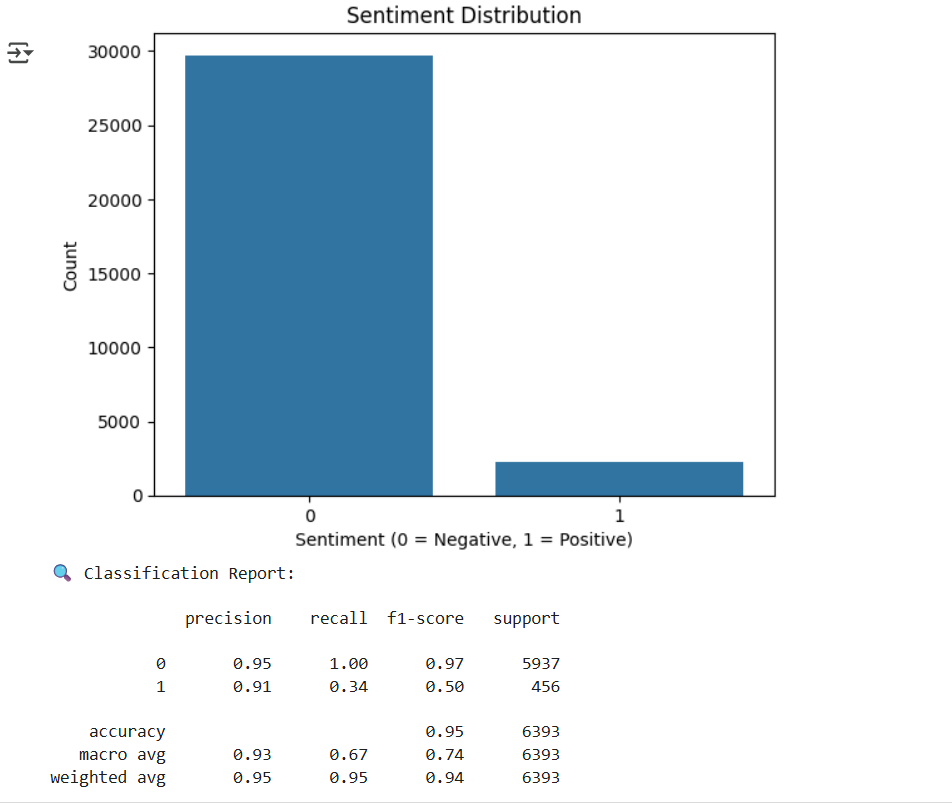 Sentiment Distribution
30000
25000
20000
15000
10000
5000
0
Count
0 1
Sentiment (0 = Negative, 1 = Positive)
🔍 Classification Report:
precision recall f1-score support
0 0.95 1.00 0.97 5937
1 0.91 0.34 0.50 456
accuracy 0.95 6393
macro avg 0.93 0.67 0.74 6393
weighted avg 0.95 0.95 0.94 6393